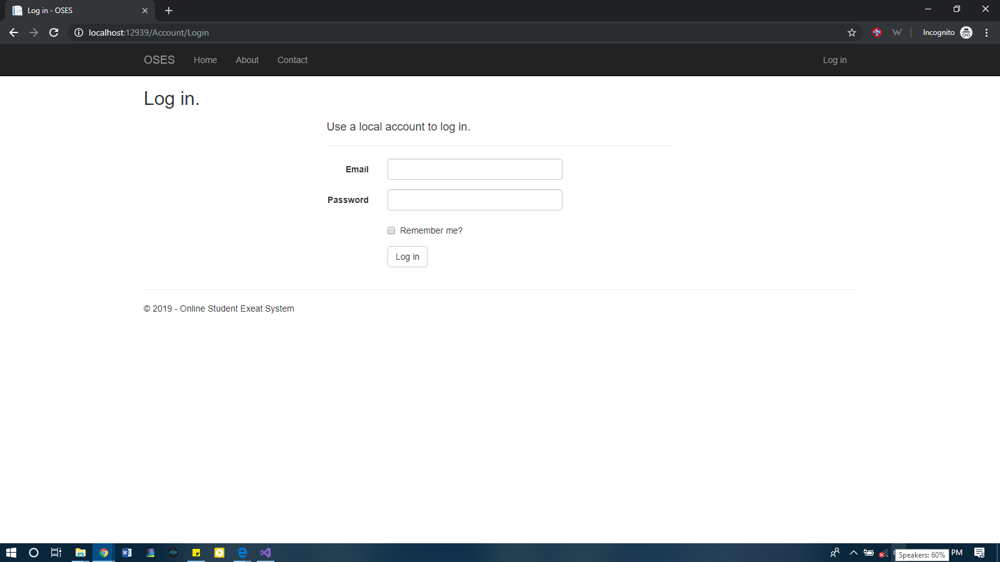 Log in - OSES
localhost:12939/Account/Login
Incognito
OSES Home About Contact Log in
Log in.
Use a local account to log in.
Email
Password
Remember me?
Log in
© 2019 - Online Student Exeat System
Speakers: 60%
PM